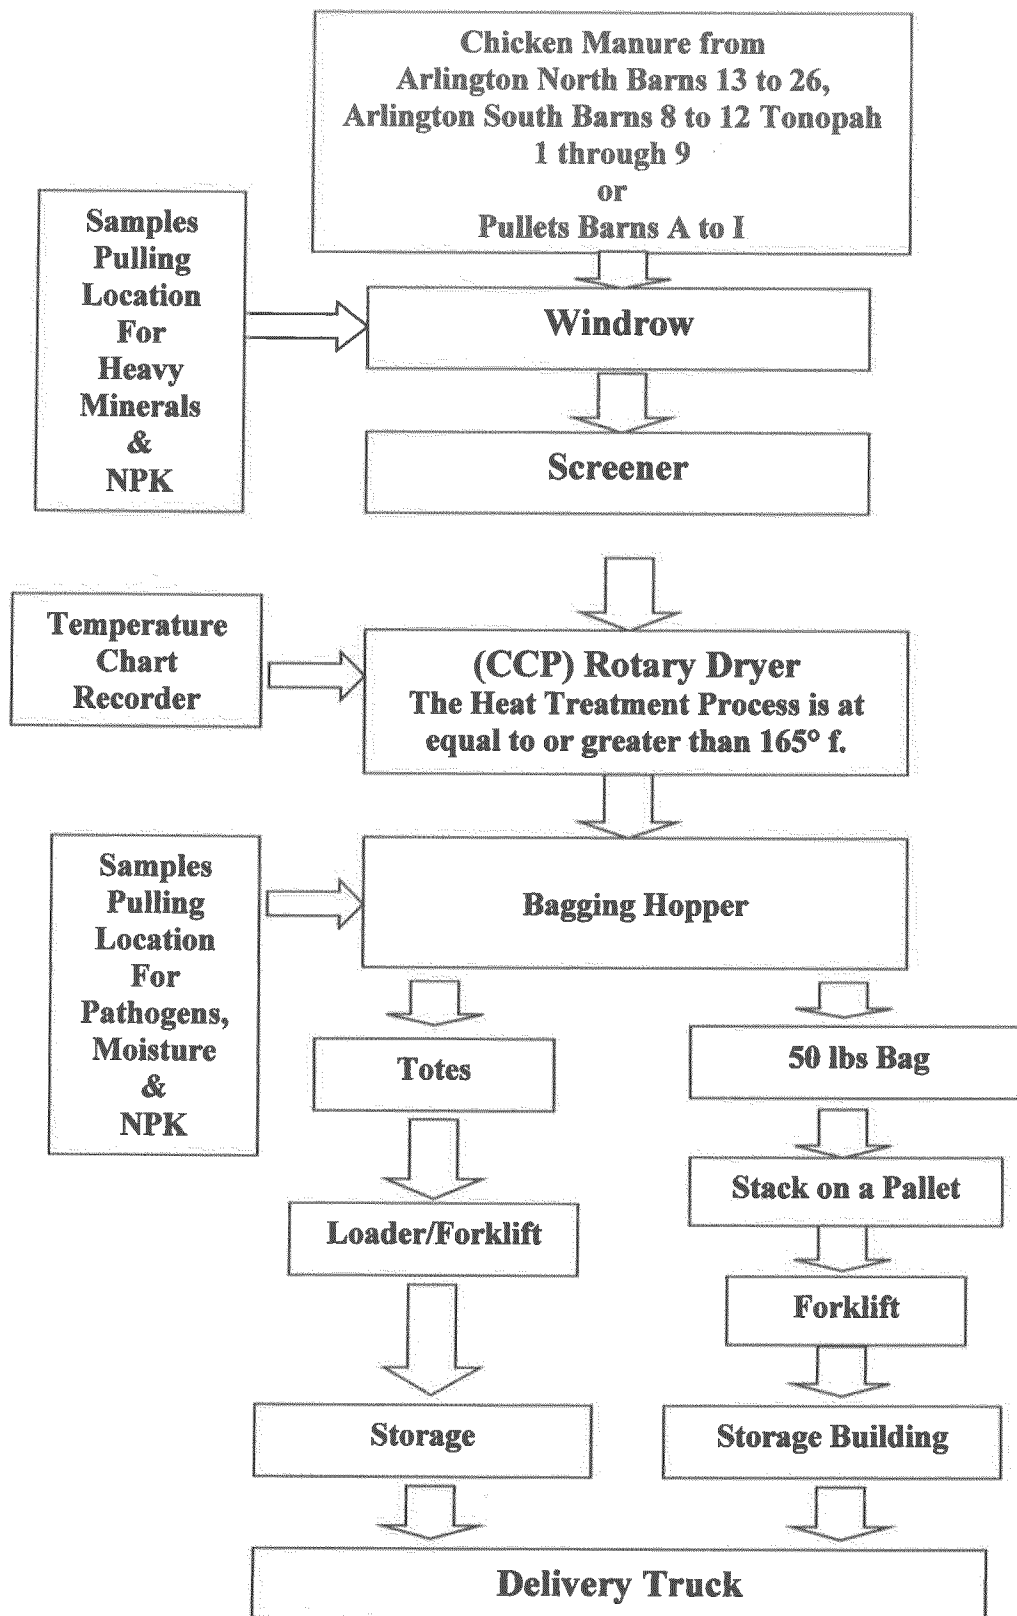 Chicken Manure from
Arlington North Barns 13 to 26,
Arlington South Barns 8 to 12 Tonopah
1 through 9
or
Pullets Barns A to I
Samples
Pulling
Location
For
Heavy
Minerals
&
NPK
Windrow
Screener
Temperature
Chart
Recorder
(CCP) Rotary Dryer
The Heat Treatment Process is at
equal to or greater than 165° f.
Samples
Pulling
Location
For
Pathogens,
Moisture
&
NPK
Bagging Hopper
Totes
50 lbs Bag
Stack on a Pallet
Loader/Forklift
Forklift
Storage
Storage Building
Delivery Truck